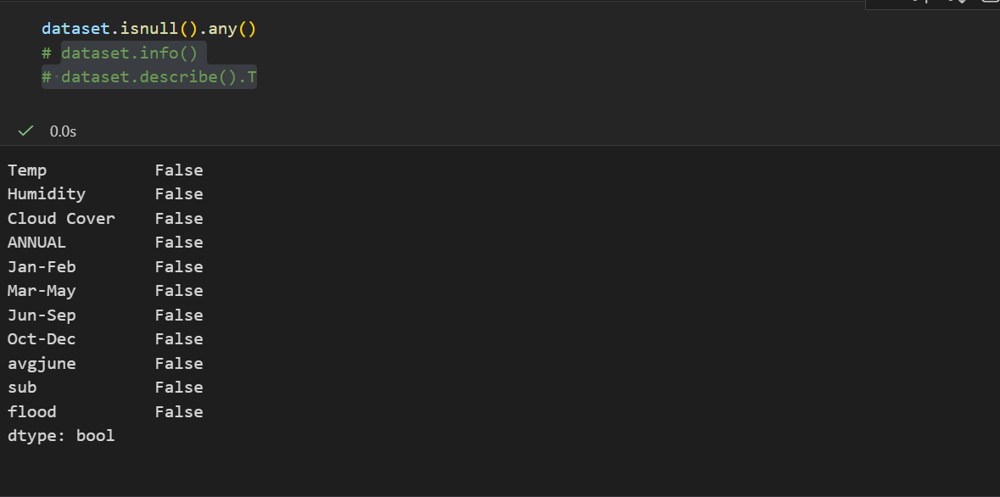 dataset.isnull().any()
# dataset.info()
# dataset.describe().T
0.0s
Temp False
Humidity False
Cloud Cover False
ANNUAL False
Jan-Feb False
Mar-May False
Jun-Sep False
Oct-Dec False
avgjune False
sub False
flood False
dtype: bool